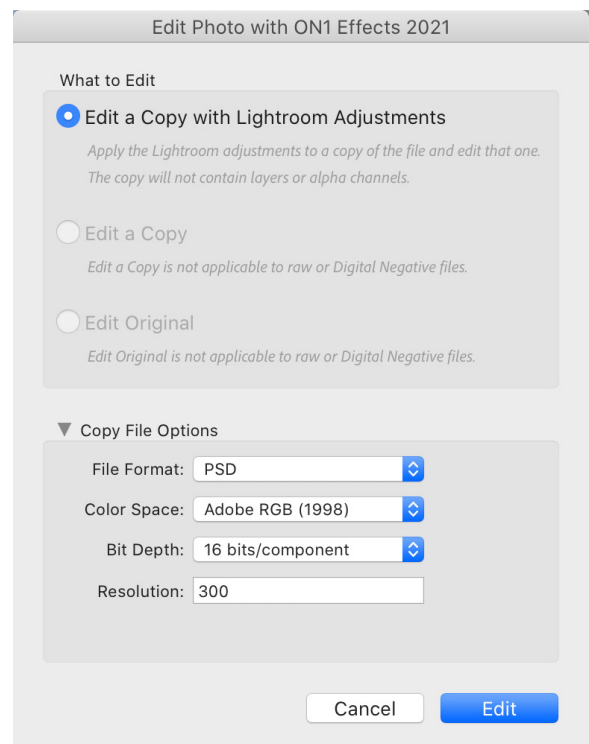 Edit Photo with ON1 Effects 2021
What to Edit
Edit a Copy with Lightroom Adjustments
Apply the Lightroom adjustments to a copy of the file and edit that one.
The copy will not contain layers or alpha channels.
Edit a Copy
Edit a Copy is not applicable to raw or Digital Negative files.
Edit Original
Edit Original is not applicable to raw or Digital Negative files.
Copy File Options
File Format: PSD
Color Space: Adobe RGB (1998)
Bit Depth: 16 bits/component
Resolution: 300
Cancel Edit